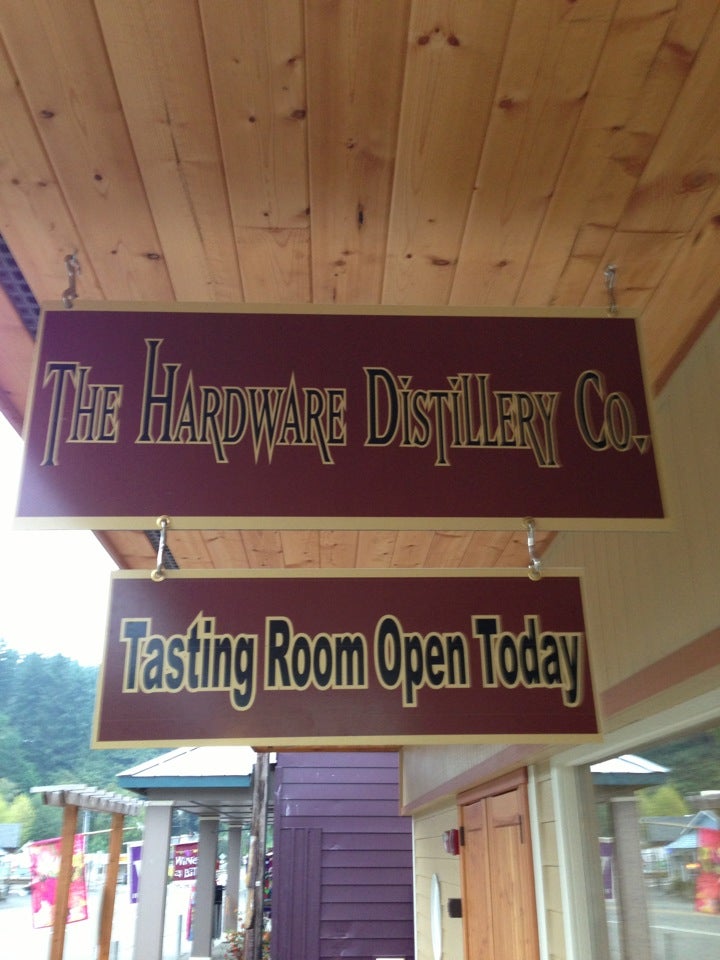 The Hardware Distillery Co.
Tasting Room Open Today